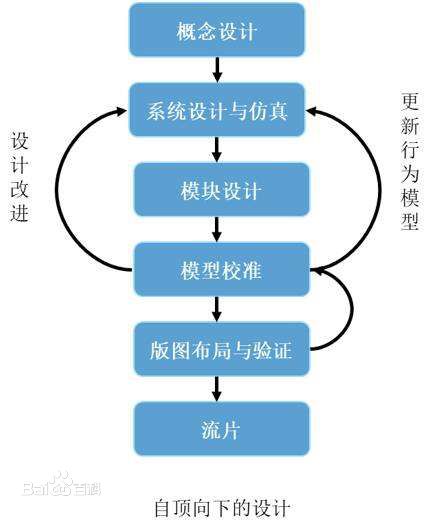 概念设计
系统设计与仿真
设计改进
更新行为模型
模块设计
模型校准
版图布局与验证
流片
Bai百科
自顶向下的设计